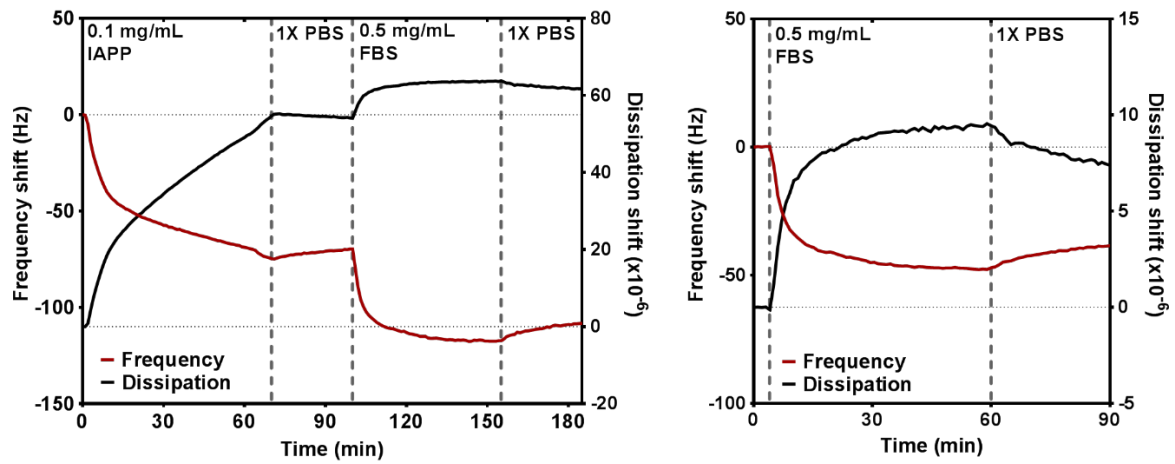 0.1 mg/mL
IAPP
1X PBS
0.5 mg/mL
FBS
1X PBS
50
0
-50
-100
-150
Frequency shift (Hz)
80
60
40
20
0
-20
Dissipation shift (x10-6)
Frequency
Dissipation
0 30 60 90 120 150 180
Time (min)
0.5 mg/mL
FBS
1X PBS
50
0
-50
-100
Frequency shift (Hz)
15
10
5
0
-5
Dissipation shift (x10-6)
Frequency
Dissipation
0 30 60 90
Time (min)